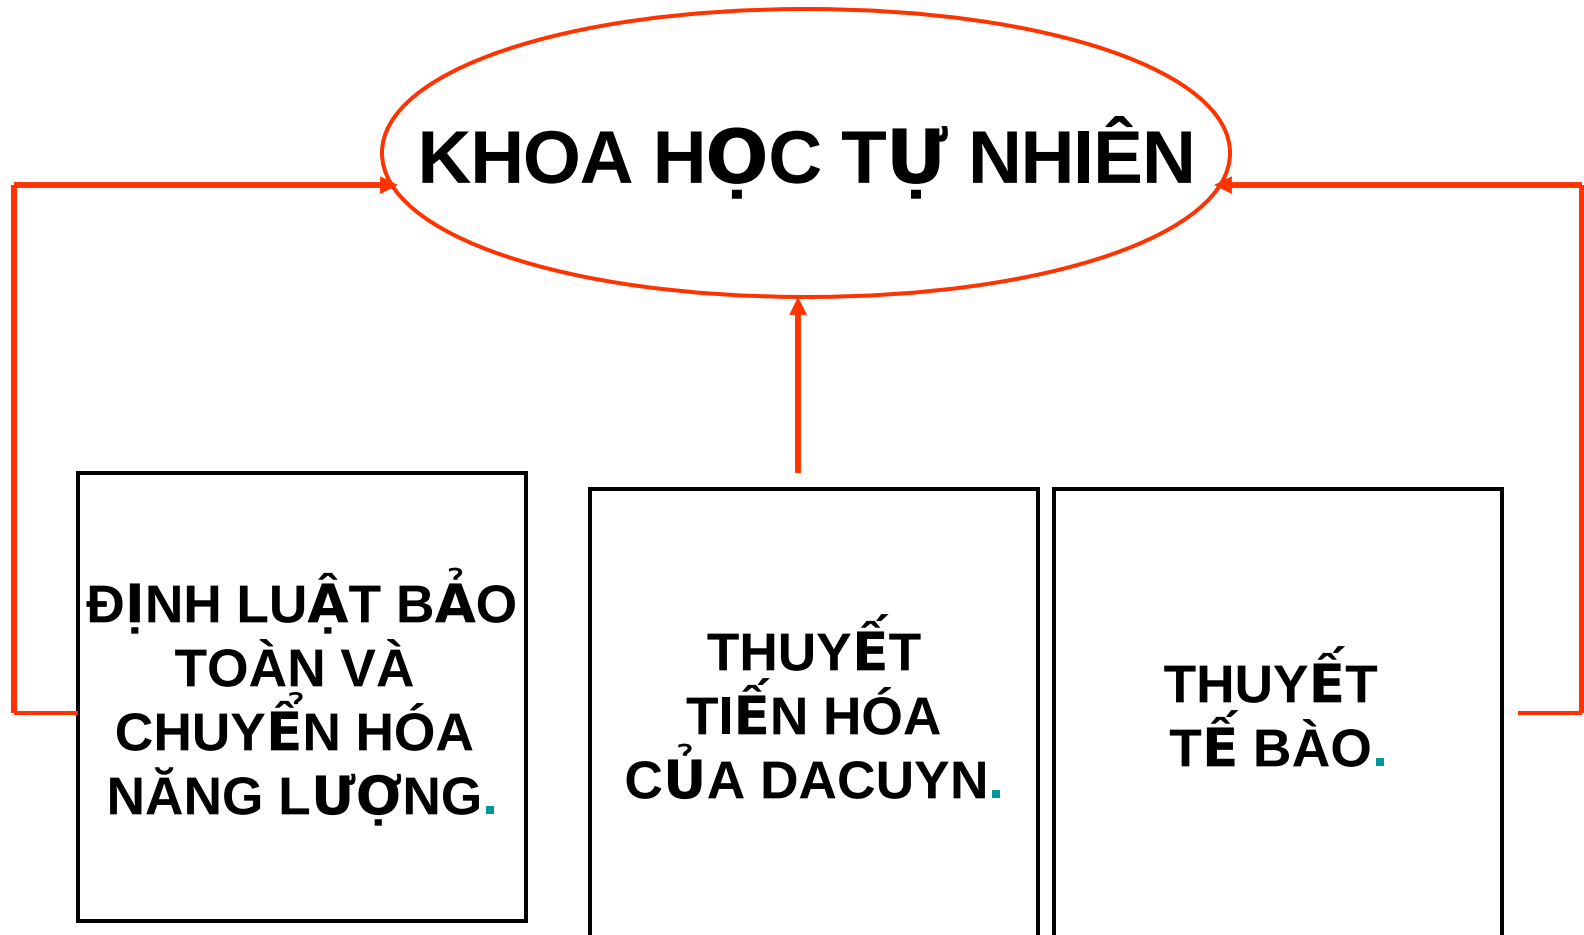 KHOA HỌC TỰ NHIÊN
ĐỊNH LUẬT BẢO
TOÀN VÀ
CHUYỂN HÓA
NĂNG LƯỢNG.
THUYẾT
TIẾN HÓA
CỦA DACUYN.
THUYẾT
TẾ BÀO.